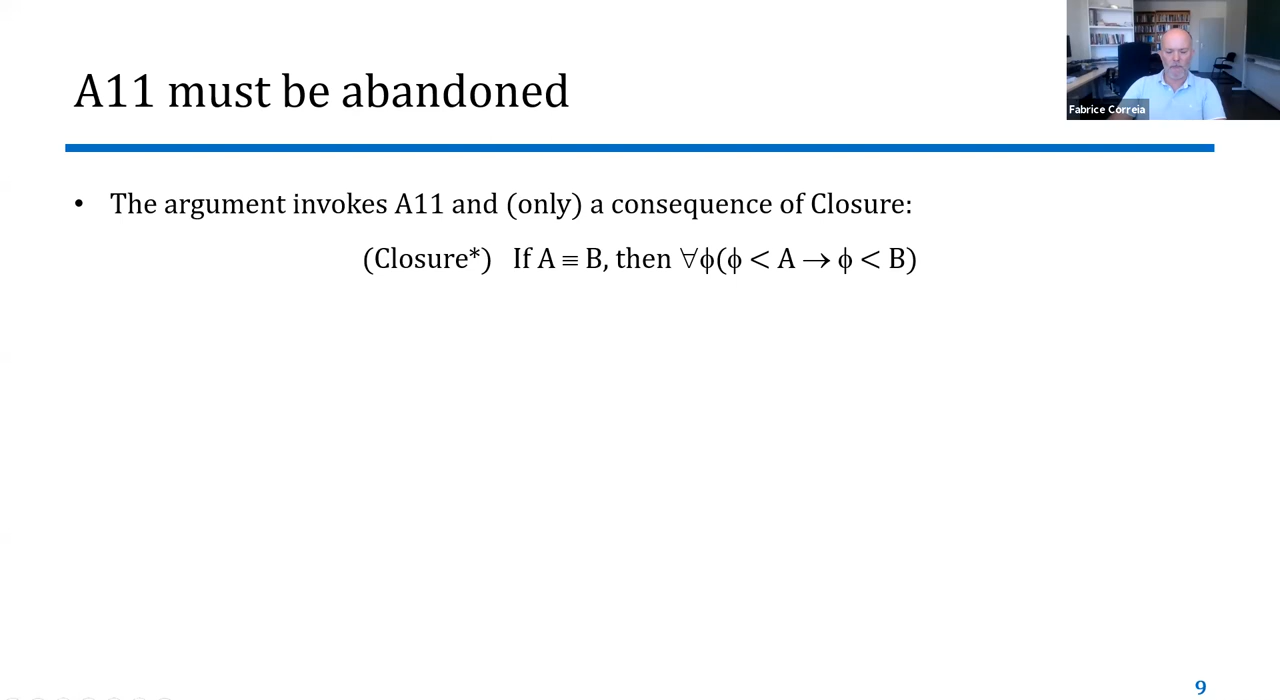 A11 must be abandoned
Fabrice Correia
• The argument invokes A11 and (only) a consequence of Closure:
(Closure*) If A ≡ B, then ∀ϕ(ϕ < A → ϕ < B)
9